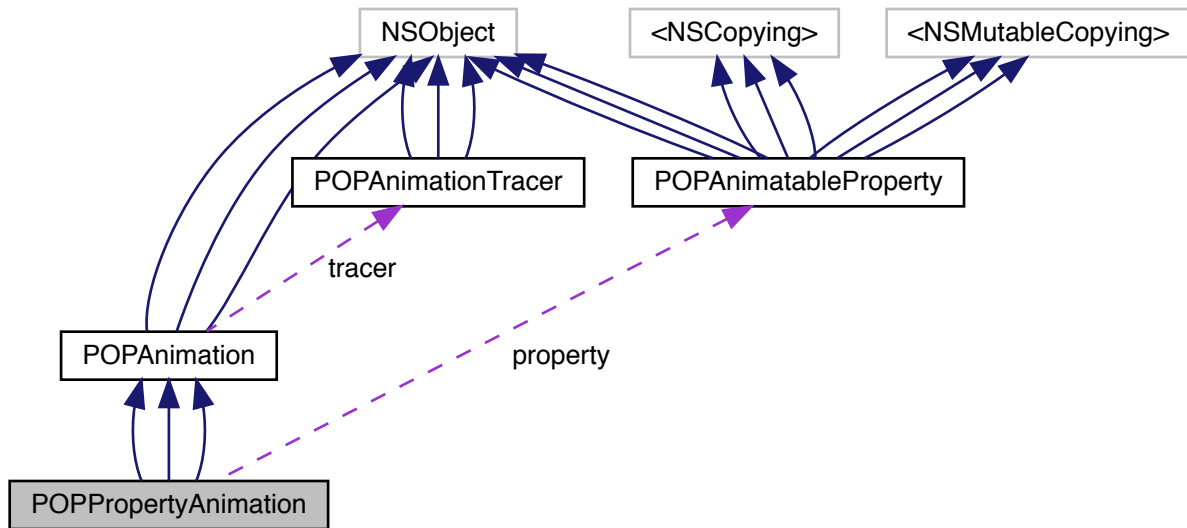 NSObject
<NSCopying>
<NSMutableCopying>
POPAnimationTracer
POPAnimatableProperty
tracer
POPAnimation
property
POPPropertyAnimation